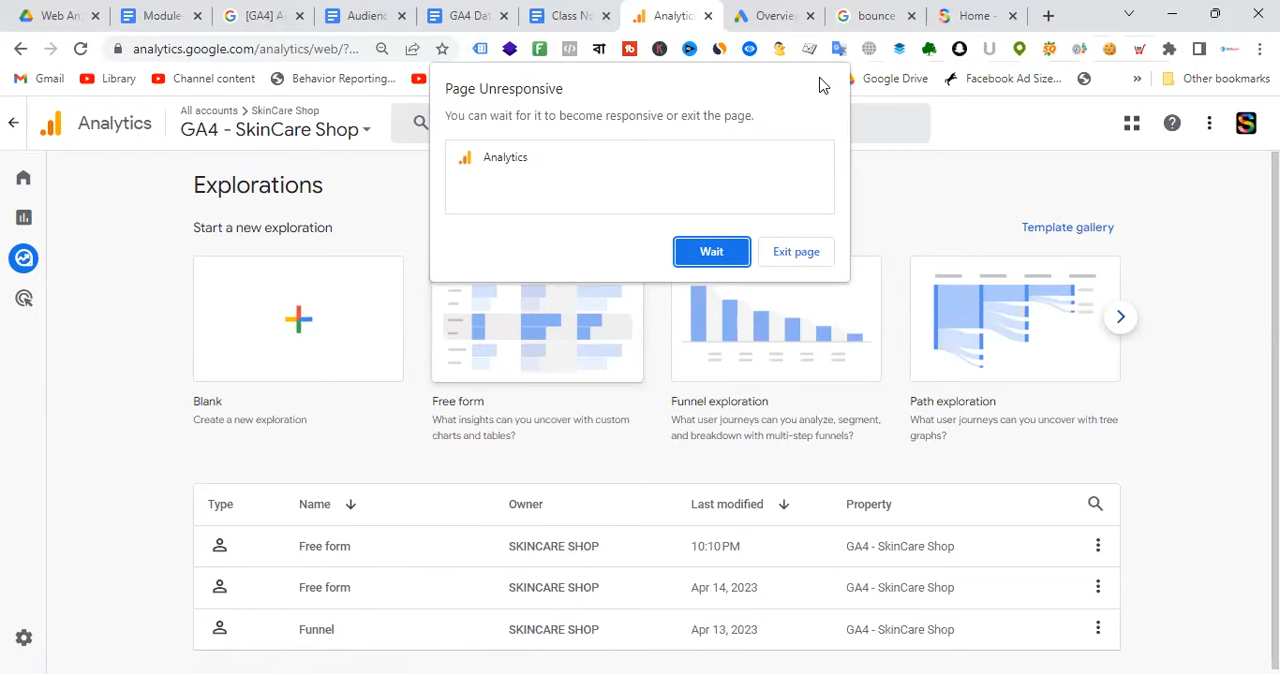 Web An
Module
[GA4] A
Audienc
GA4 Dat
Class No
Analytic
Overvie
bounce
Home -
analytics.google.com/analytics/web/?...
বা
Gmail
Library
Channel content
Behavior Reporting...
Google Drive
Facebook Ad Size...
»
Other bookmarks
Analytics
All accounts > SkinCare Shop
GA4 - SkinCare Shop
Page Unresponsive
You can wait for it to become responsive or exit the page.
Analytics
Wait
Exit page
Explorations
Start a new exploration
Template gallery
Blank
Create a new exploration
Free form
What insights can you uncover with custom
charts and tables?
Funnel exploration
What user journeys can you analyze, segment,
and breakdown with multi-step funnels?
Path exploration
What user journeys can you uncover with tree
graphs?
Type Name Owner Last modified Property
Free form SKINCARE SHOP 10:10 PM GA4 - SkinCare Shop
Free form SKINCARE SHOP Apr 14, 2023 GA4 - SkinCare Shop
Funnel SKINCARE SHOP Apr 13, 2023 GA4 - SkinCare Shop